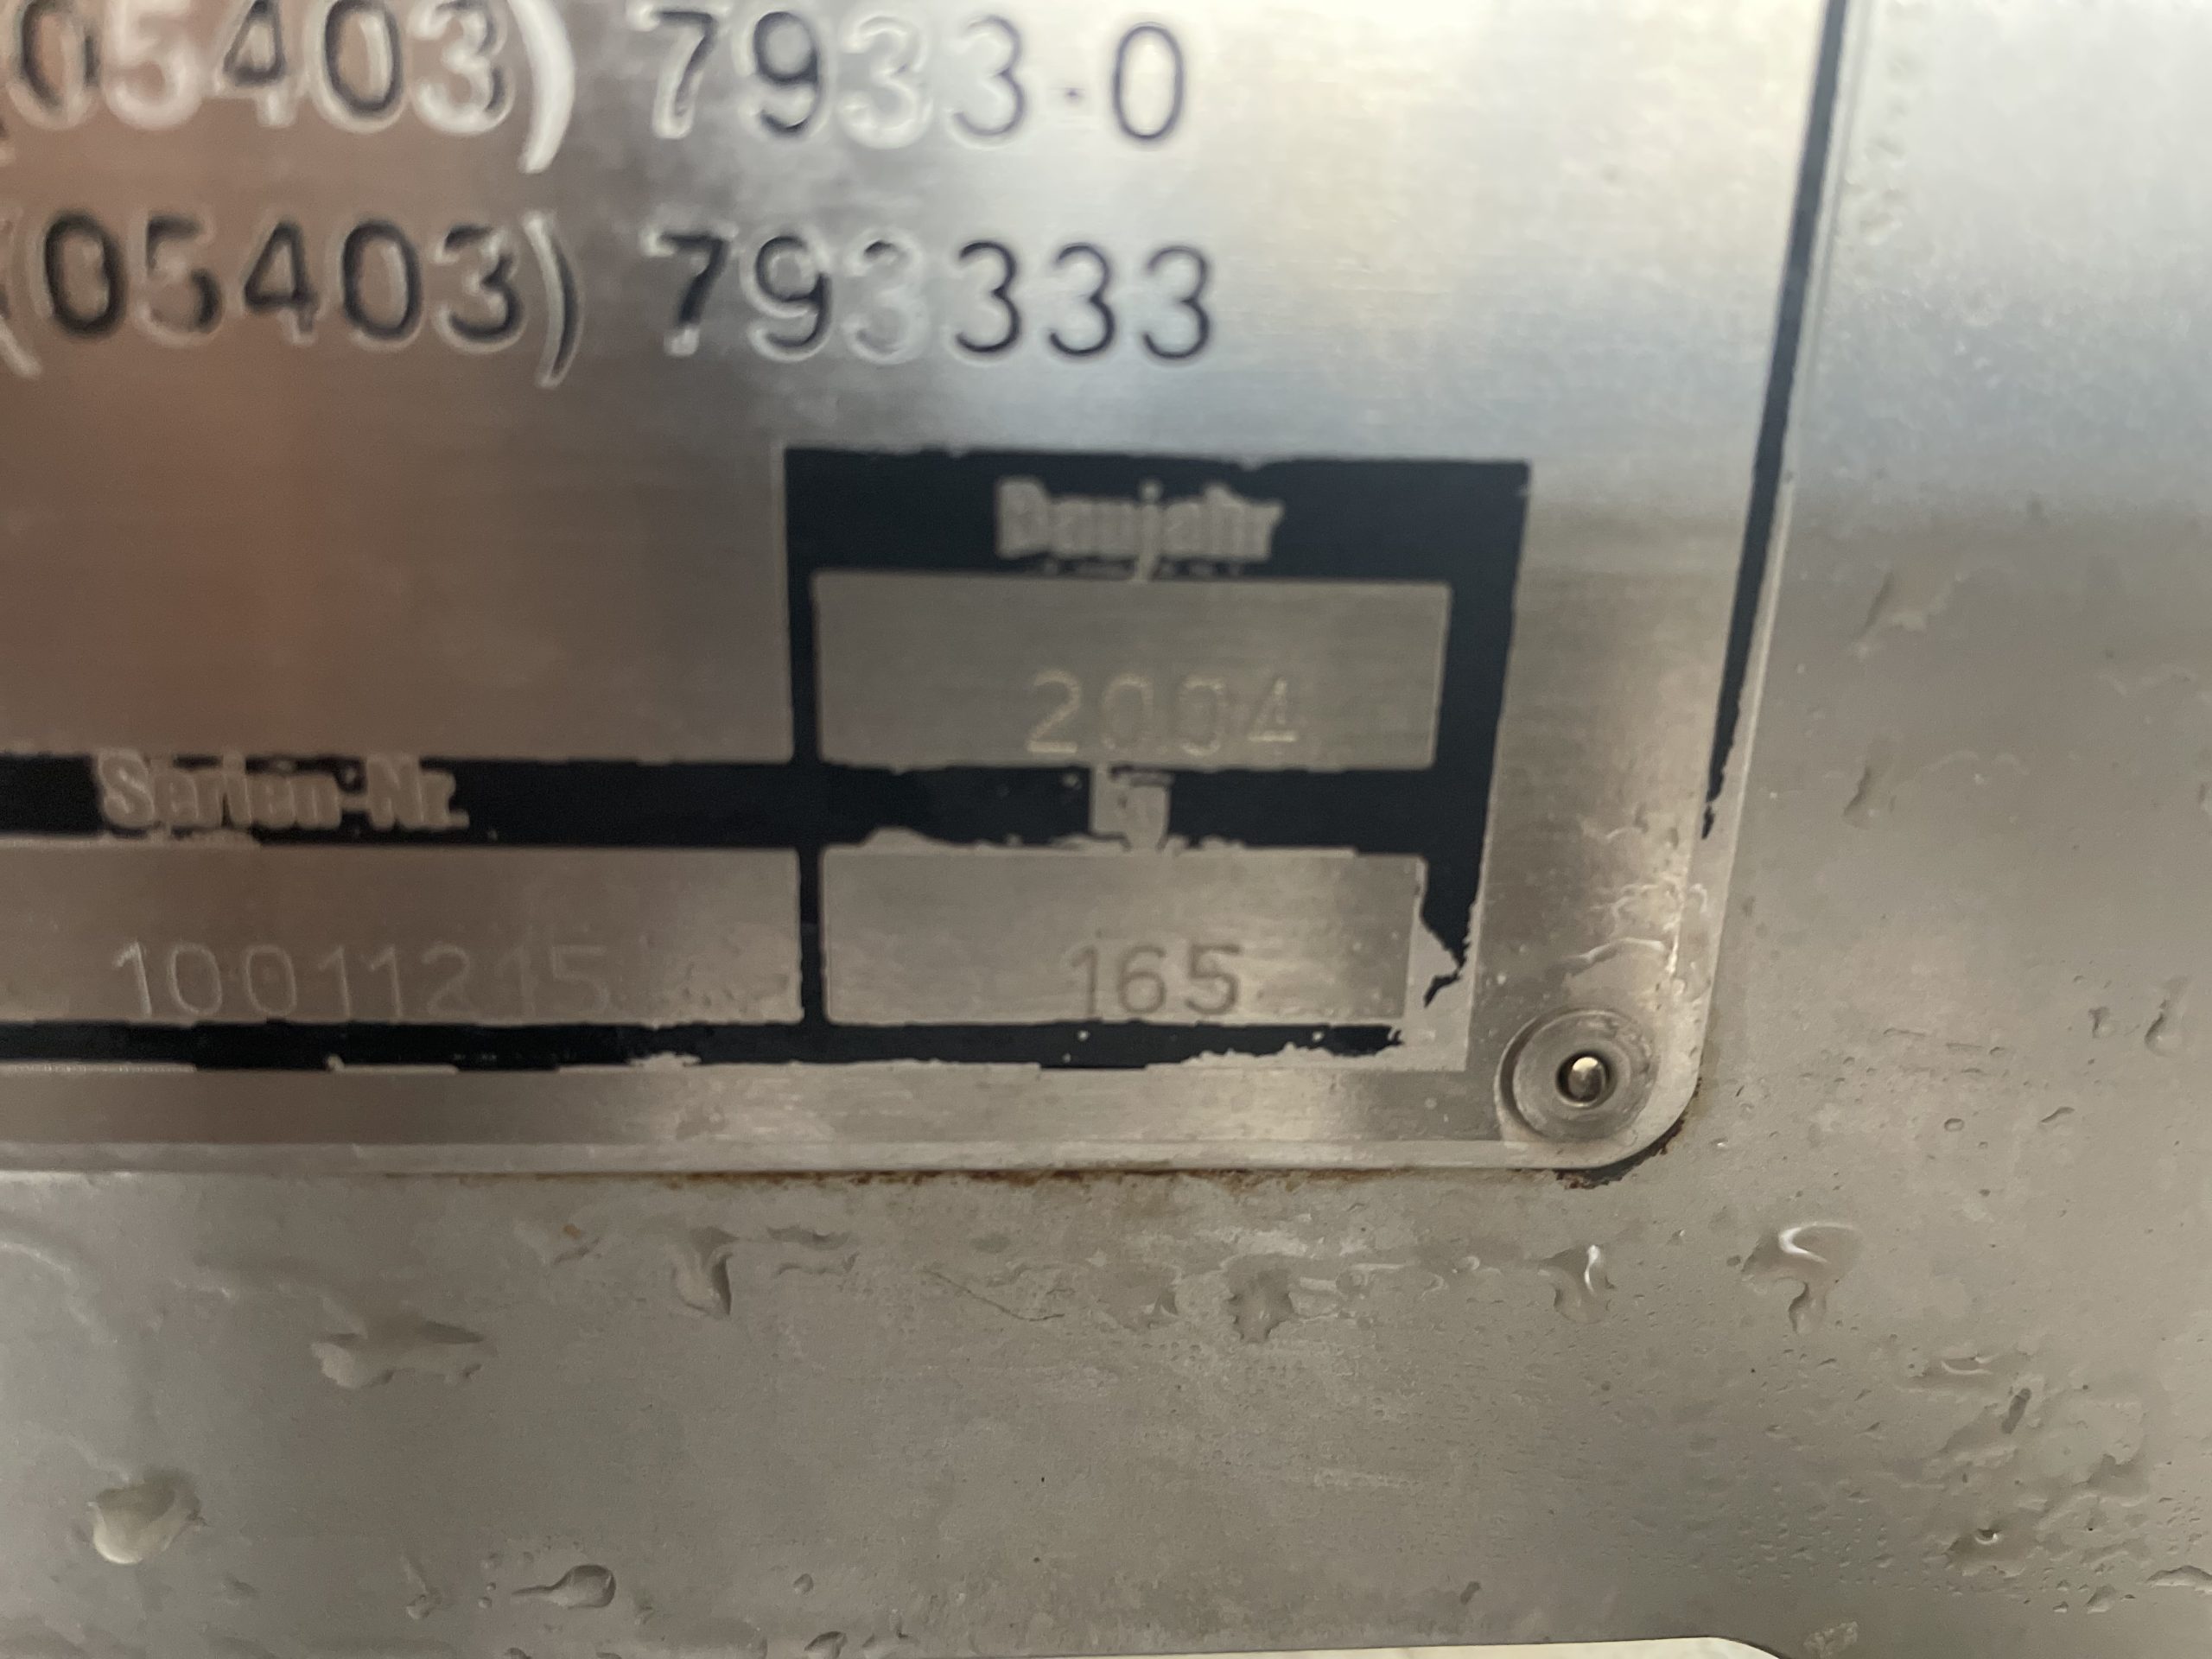 (05403) 7933-0
(05403) 793333
Baujahr
2004
Serien-Nr.
kg
10011215
165